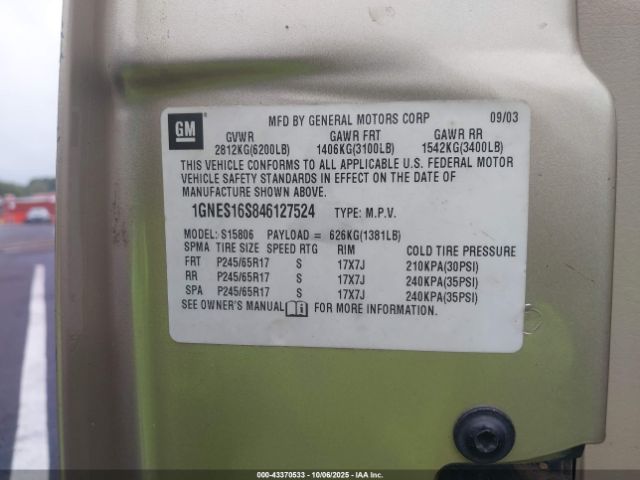 GM
MFD BY GENERAL MOTORS CORP 09/03
GVWR GAWR FRT GAWR RR
2812KG(6200LB) 1406KG(3100LB) 1542KG(3400LB)
THIS VEHICLE CONFORMS TO ALL APPLICABLE U.S. FEDERAL MOTOR
VEHICLE SAFETY STANDARDS IN EFFECT ON THE DATE OF
MANUFACTURE SHOWN ABOVE.
1GNES16S846127524 TYPE: M.P.V.
MODEL: S15806 PAYLOAD = 626KG(1381LB)
SPMA TIRE SIZE SPEED RTG RIM COLD TIRE PRESSURE
FRT P245/65R17 S 17X7J 210KPA(30PSI)
RR P245/65R17 S 17X7J 240KPA(35PSI)
SPA P245/65R17 S 17X7J 240KPA(35PSI)
SEE OWNER'S MANUAL FOR MORE INFORMATION.
000-43370533 - 10/06/2025 - IAAI.COM